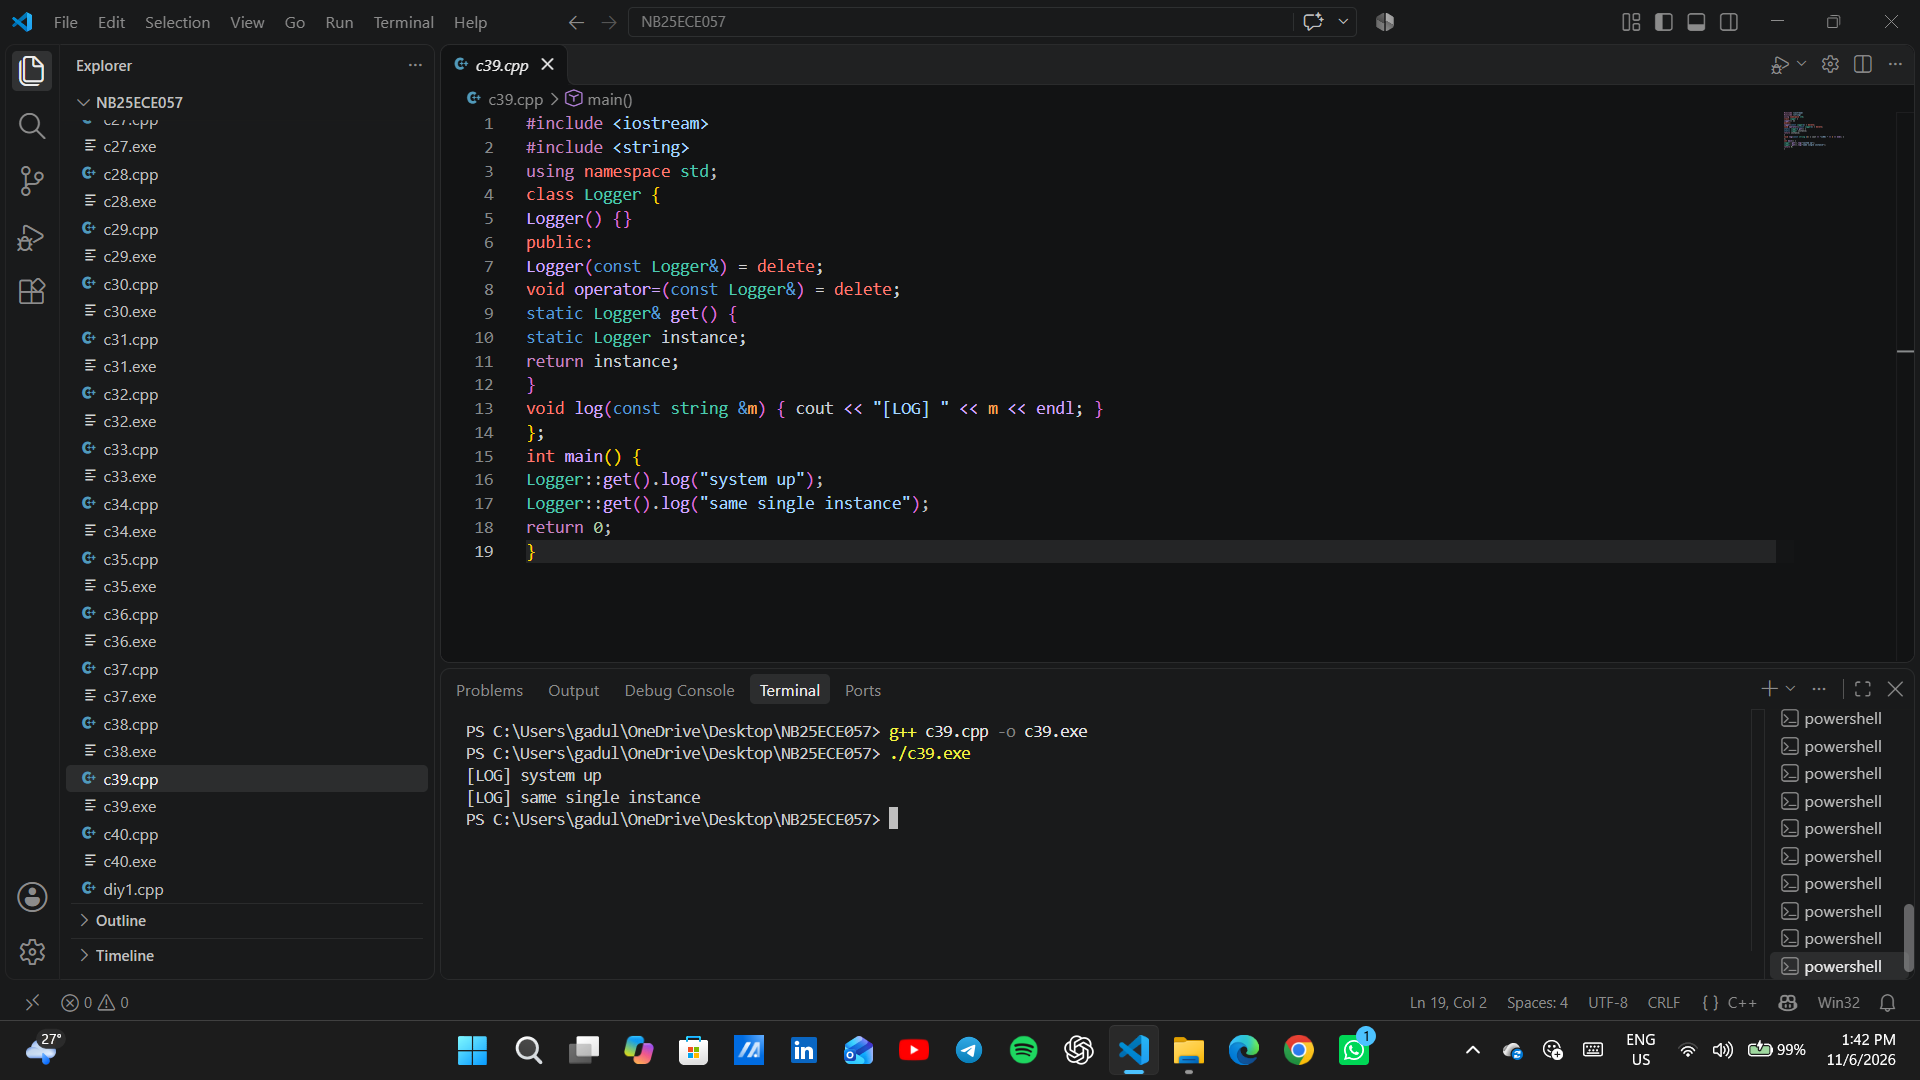 File Edit Selection View Go Run Terminal Help
NB25ECE057
Explorer
NB25ECE057
c27.cpp
c27.exe
c28.cpp
c28.exe
c29.cpp
c29.exe
c30.cpp
c30.exe
c31.cpp
c31.exe
c32.cpp
c32.exe
c33.cpp
c33.exe
c34.cpp
c34.exe
c35.cpp
c35.exe
c36.cpp
c36.exe
c37.cpp
c37.exe
c38.cpp
c38.exe
c39.cpp
c39.exe
c40.cpp
c40.exe
diy1.cpp
Outline
Timeline
c39.cpp
c39.cpp > main()
1 #include <iostream>
2 #include <string>
3 using namespace std;
4 class Logger {
5 Logger() {}
6 public:
7 Logger(const Logger&) = delete;
8 void operator=(const Logger&) = delete;
9 static Logger& get() {
10 static Logger instance;
11 return instance;
12 }
13 void log(const string &m) { cout << "[LOG] " << m << endl; }
14 };
15 int main() {
16 Logger::get().log("system up");
17 Logger::get().log("same single instance");
18 return 0;
19 }
Problems Output Debug Console Terminal Ports
PS C:\Users\gadul\OneDrive\Desktop\NB25ECE057> g++ c39.cpp -o c39.exe
PS C:\Users\gadul\OneDrive\Desktop\NB25ECE057> ./c39.exe
[LOG] system up
[LOG] same single instance
PS C:\Users\gadul\OneDrive\Desktop\NB25ECE057>
powershell
powershell
powershell
powershell
powershell
powershell
powershell
powershell
powershell
powershell
0 0
Ln 19, Col 2 Spaces: 4 UTF-8 CRLF { } C++ Win32
27°
in
1
ENG
US
99%
1:42 PM
11/6/2026